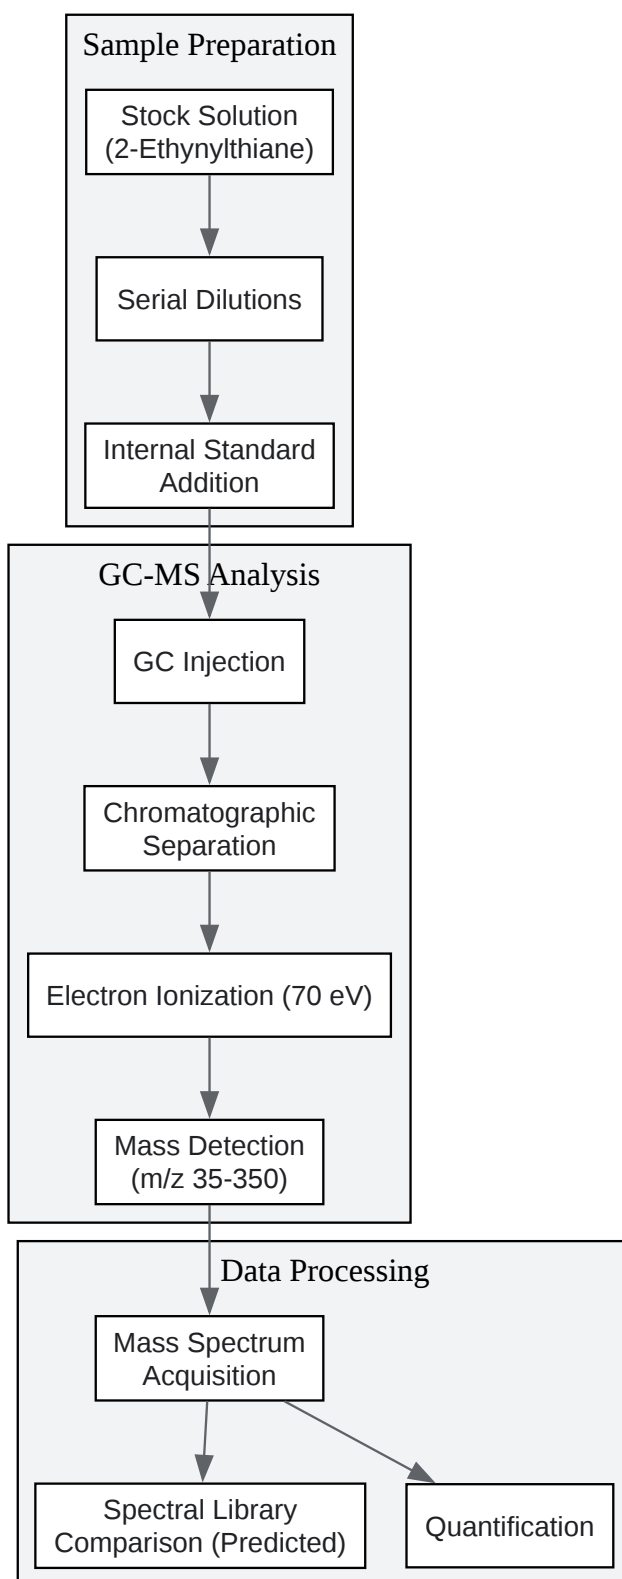 Sample Preparation
Stock Solution
(2-Ethynylthiane)
Serial Dilutions
Internal Standard
Addition
GC-MS Analysis
GC Injection
Chromatographic
Separation
Electron Ionization (70 eV)
Mass Detection
(m/z 35-350)
Data Processing
Mass Spectrum
Acquisition
Spectral Library
Comparison (Predicted)
Quantification